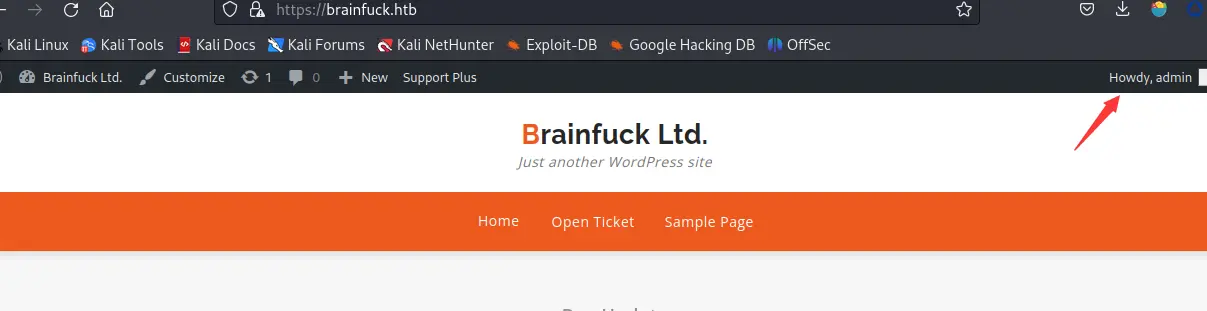 https://brainfuck.htb
Kali Linux Kali Tools Kali Docs Kali Forums Kali NetHunter Exploit-DB Google Hacking DB OffSec
Brainfuck Ltd. Customize 1 0 New Support Plus Howdy, admin
Brainfuck Ltd.
Just another WordPress site
Home Open Ticket Sample Page